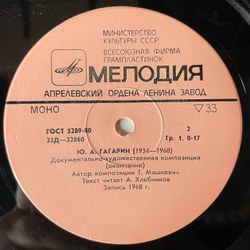 МИНИСТЕРСТВО
КУЛЬТУРЫ СССР
ВСЕСОЮЗНАЯ ФИРМА
ГРАМПЛАСТИНОК
МЕЛОДИЯ
АПРЕЛЕВСКИЙ ОРДЕНА ЛЕНИНА ЗАВОД
МОНО ▽33
ГОСТ 5289-80 2
33Д—22860 Гр. 1. 0-17
Ю. А. ГАГАРИН (1934—1968)
Документально-художественная композиция
(окончание)
Автор композиции Т. Машкевич
Текст читает А. Хлебников
Запись 1968 г.